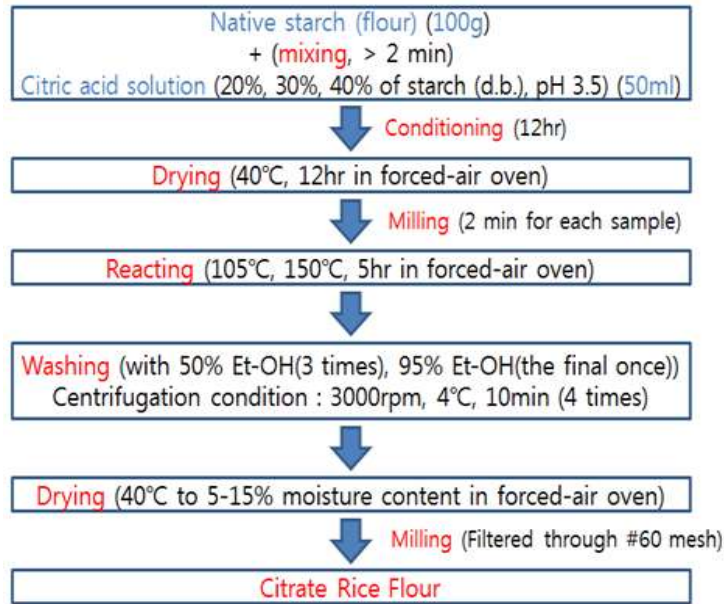 Native starch (flour) (100g)
+ (mixing, > 2 min)
Citric acid solution (20%, 30%, 40% of starch (d.b.), pH 3.5) (50ml)
Conditioning (12hr)
Drying (40℃, 12hr in forced-air oven)
Milling (2 min for each sample)
Reacting (105℃, 150℃, 5hr in forced-air oven)
Washing (with 50% Et-OH(3 times), 95% Et-OH(the final once))
Centrifugation condition : 3000rpm, 4℃, 10min (4 times)
Drying (40℃ to 5-15% moisture content in forced-air oven)
Milling (Filtered through #60 mesh)
Citrate Rice Flour